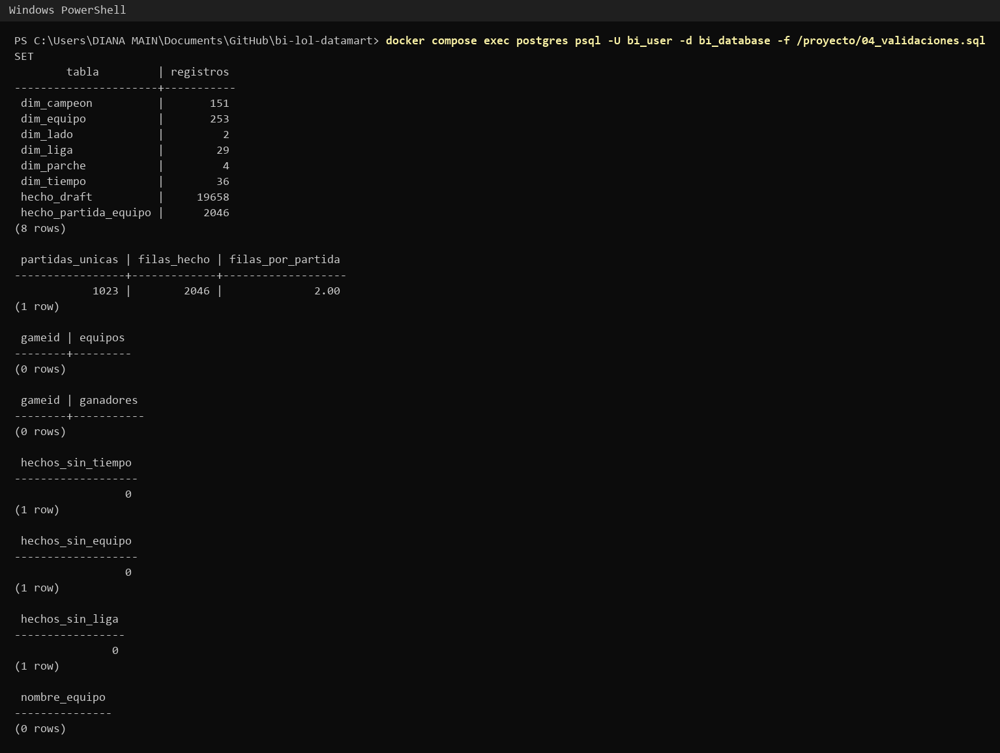 Windows PowerShell
PS C:\Users\DIANA MAIN\Documents\GitHub\bi-lol-datamart> docker compose exec postgres psql -U bi_user -d bi_database -f /proyecto/04_validaciones.sql
SET
        tabla         | registros
----------------------+-----------
 dim_campeon          |       151
 dim_equipo           |       253
 dim_lado             |         2
 dim_liga             |        29
 dim_parche           |         4
 dim_tiempo           |        36
 hecho_draft          |     19658
 hecho_partida_equipo |      2046
(8 rows)

 partidas_unicas | filas_hecho | filas_por_partida
-----------------+-------------+-------------------
            1023 |        2046 |              2.00
(1 row)

 gameid | equipos
--------+---------
(0 rows)

 gameid | ganadores
--------+-----------
(0 rows)

 hechos_sin_tiempo
-------------------
                 0
(1 row)

 hechos_sin_equipo
-------------------
                 0
(1 row)

 hechos_sin_liga
-----------------
               0
(1 row)

 nombre_equipo
---------------
(0 rows)